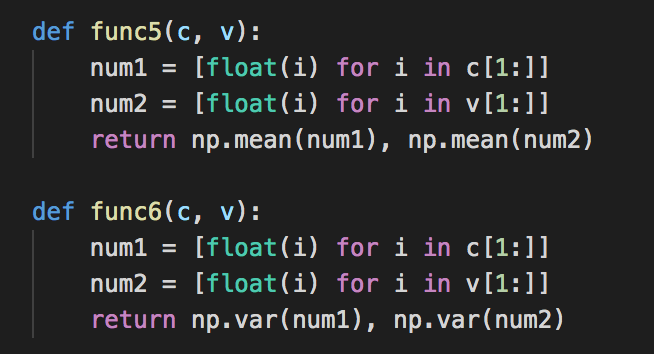 def func5(c, v):
    num1 = [float(i) for i in c[1:]]
    num2 = [float(i) for i in v[1:]]
    return np.mean(num1), np.mean(num2)

def func6(c, v):
    num1 = [float(i) for i in c[1:]]
    num2 = [float(i) for i in v[1:]]
    return np.var(num1), np.var(num2)